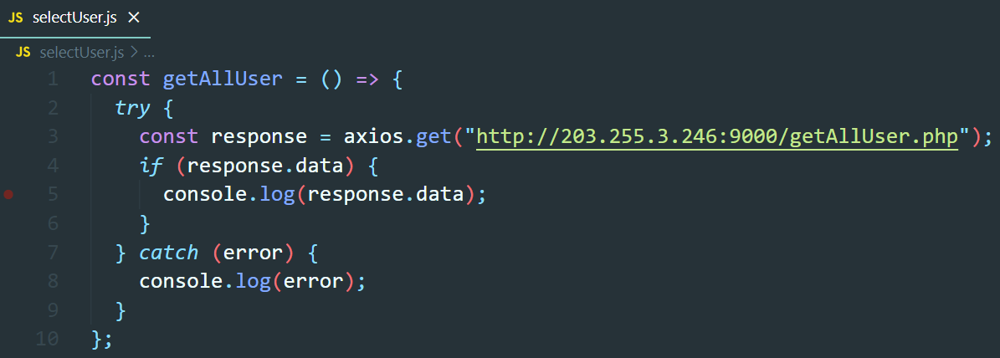 JS selectUser.js ×
JS selectUser.js > ...
1 const getAllUser = () => {
2 try {
3 const response = axios.get("http://203.255.3.246:9000/getAllUser.php");
4 if (response.data) {
5 console.log(response.data);
6 }
7 } catch (error) {
8 console.log(error);
9 }
10 };